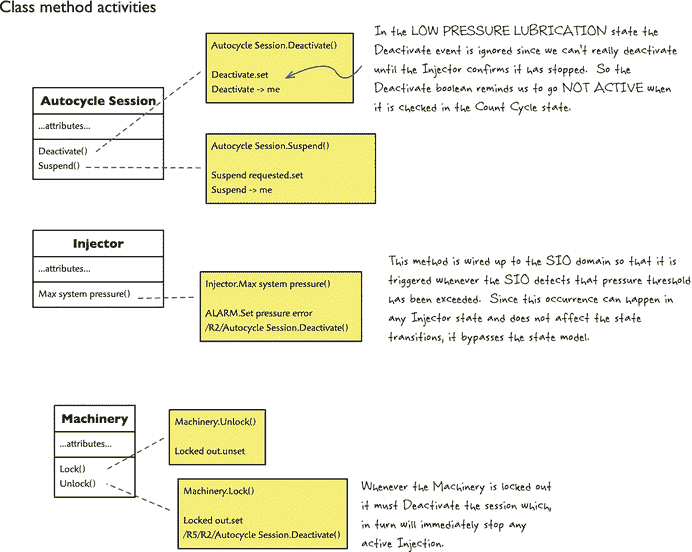 Class method activities
Autocycle Session.Deactivate()
Deactivate.set
Deactivate -> me
In the LOW PRESSURE LUBRICATION state the
Deactivate event is ignored since we can't really deactivate
until the Injector confirms it has stopped. So the
Deactivate boolean reminds us to go NOT ACTIVE when
it is checked in the Count Cycle state.
Autocycle Session
...attributes...
Deactivate()
Suspend()
Autocycle Session.Suspend()
Suspend requested.set
Suspend -> me
Injector
...attributes...
Max system pressure()
Injector.Max system pressure()
ALARM.Set pressure error
/R2/Autocycle Session.Deactivate()
This method is wired up to the SIO domain so that it is
triggered whenever the SIO detects that pressure threshold
has been exceeded. Since this occurrence can happen in
any Injector state and does not affect the state
transitions, it bypasses the state model.
Machinery
...attributes...
Lock()
Unlock()
Machinery.Unlock()
Locked out.unset
Machinery.Lock()
Locked out.set
/R5/R2/Autocycle Session.Deactivate()
Whenever the Machinery is locked out
it must Deactivate the session which,
in turn will immediately stop any
active Injection.